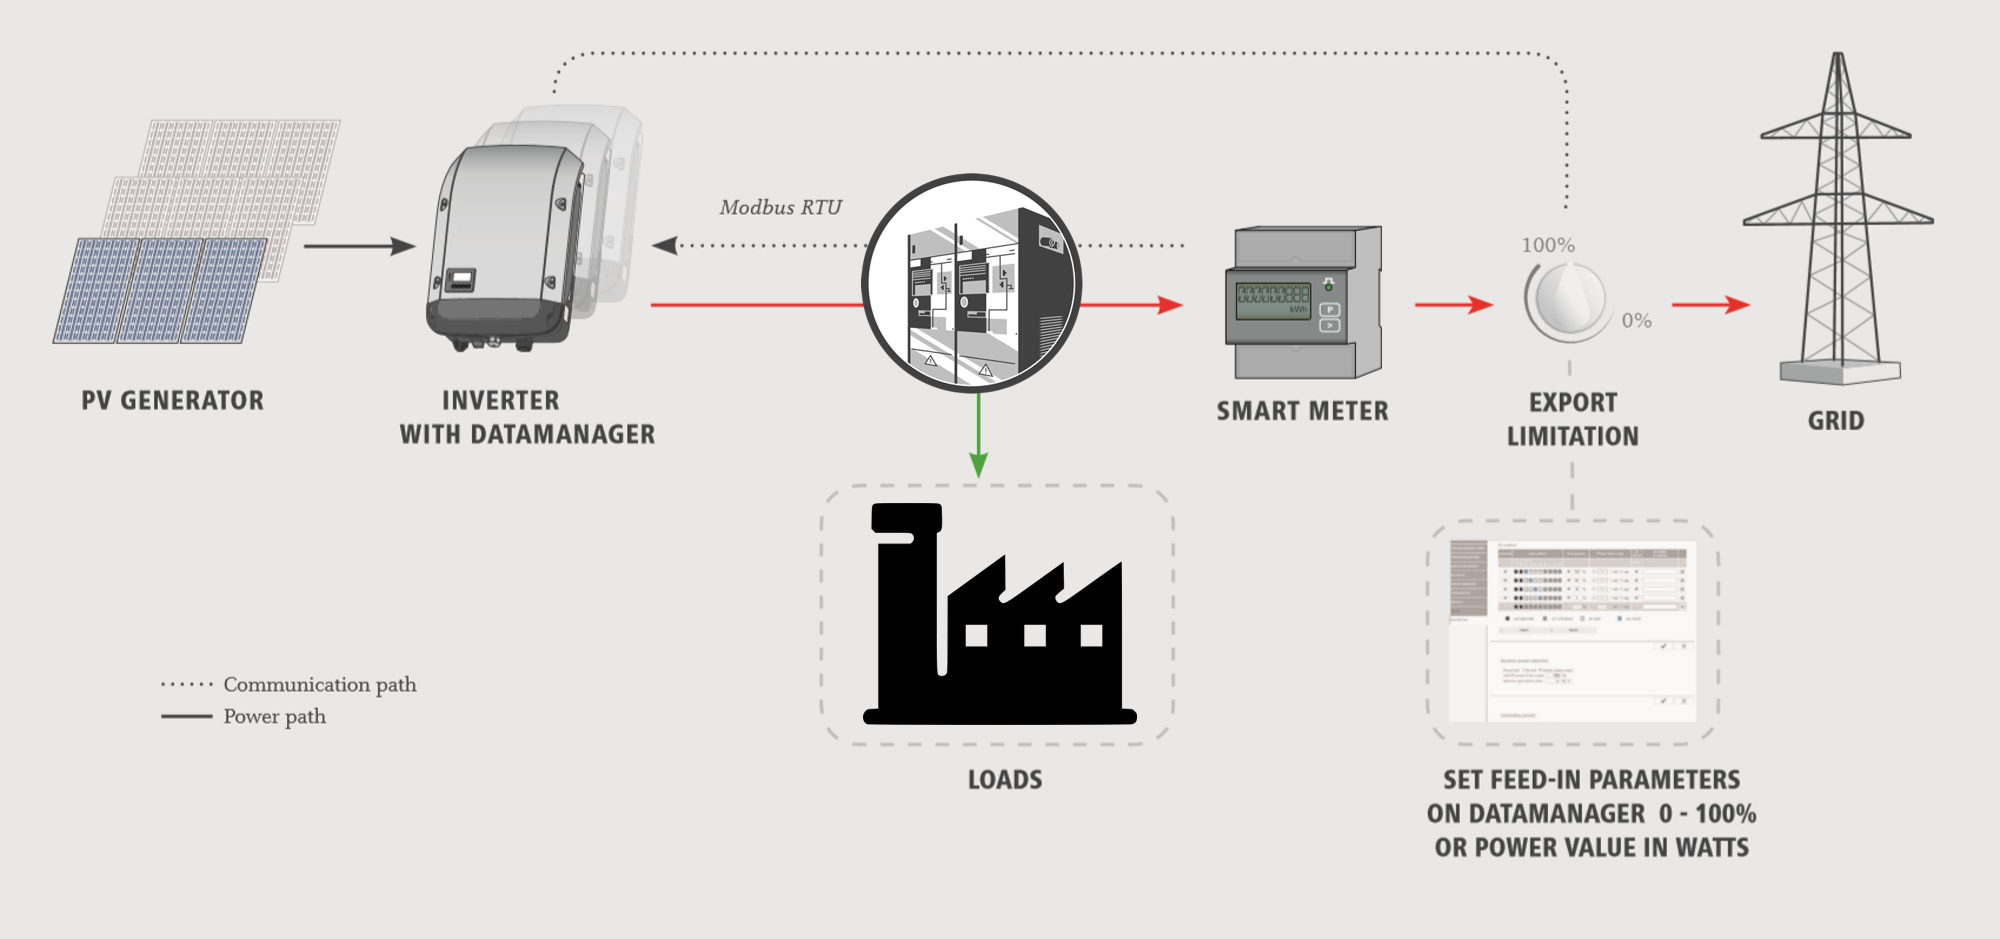 Modbus RTU
100%
0%
kWh
P
>
PV GENERATOR
INVERTER
WITH DATAMANAGER
SMART METER
EXPORT
LIMITATION
GRID
Communication path
Power path
LOADS
SET FEED-IN PARAMETERS
ON DATAMANAGER 0 - 100%
OR POWER VALUE IN WATTS